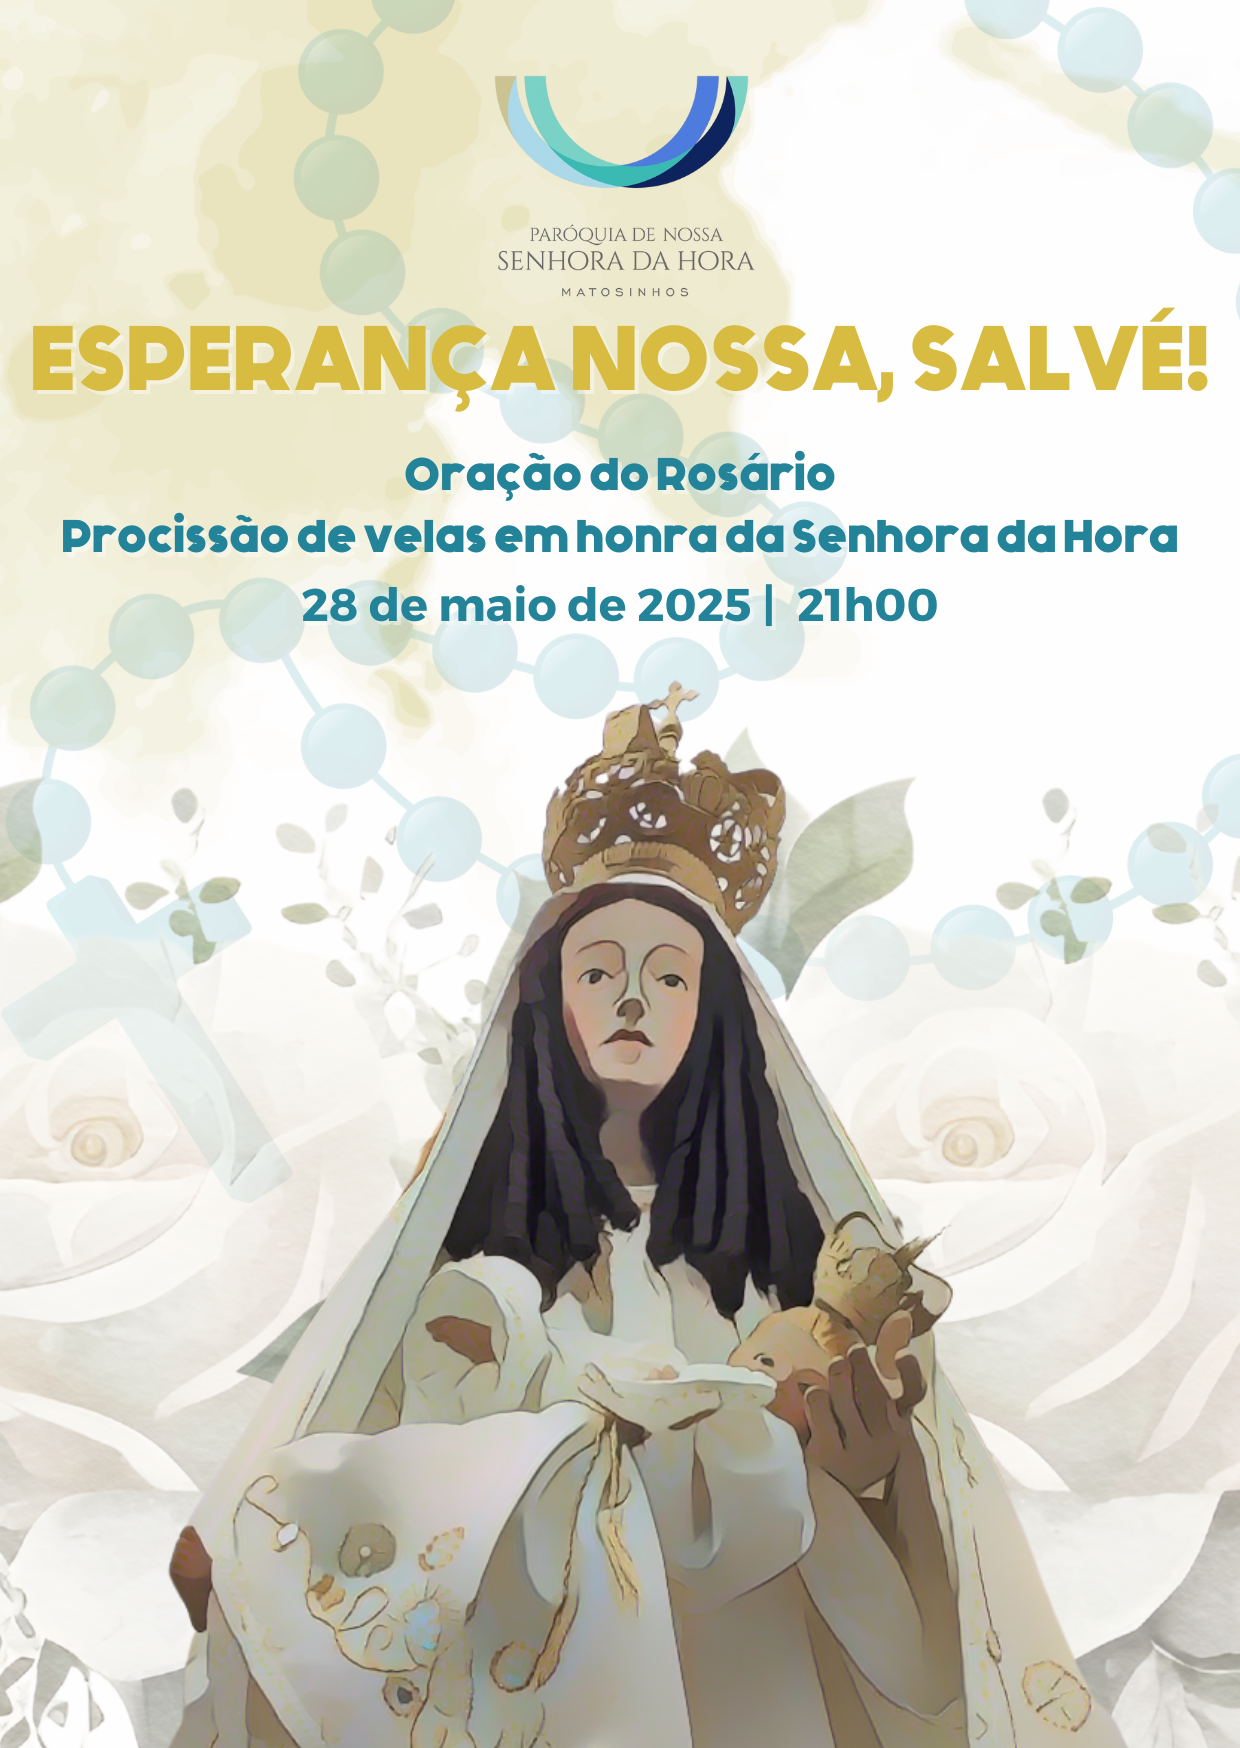 PARÓQUIA DE NOSSA
SENHORA DA HORA
MATOSINHOS
ESPERANÇA NOSSA, SALVÉ!
Oração do Rosário
Procissão de velas em honra da Senhora da Hora
28 de maio de 2025 | 21h00